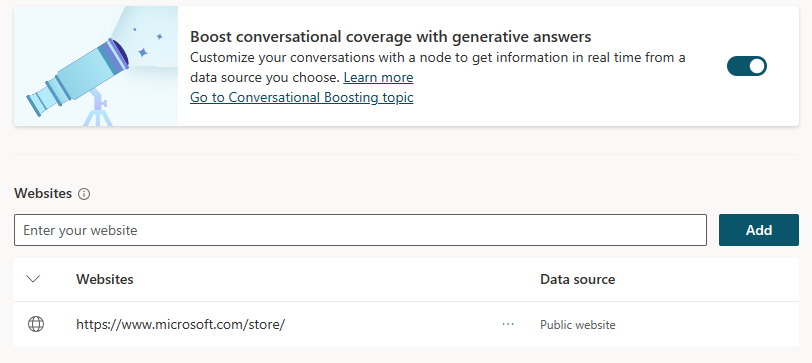 Boost conversational coverage with generative answers
Customize your conversations with a node to get information in real time from a
data source you choose. Learn more
Go to Conversational Boosting topic
Websites
Enter your website
Add
Websites
Data source
https://www.microsoft.com/store/
Public website